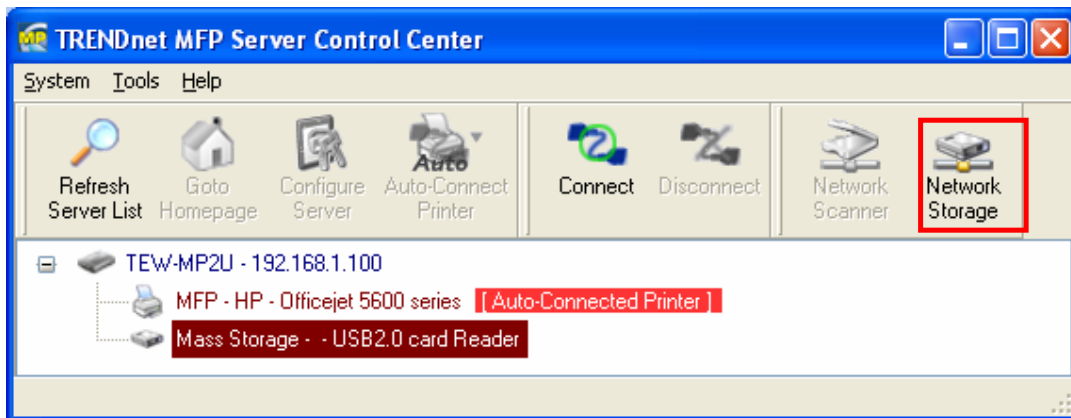 MP TRENDnet MFP Server Control Center
System Tools Help
Refresh Server List
Goto Homepage
Configure Server
Auto
Auto-Connect Printer
Connect
Disconnect
Network Scanner
Network Storage
TEW-MP2U - 192.168.1.100
MFP - HP - Officejet 5600 series [ Auto-Connected Printer ]
Mass Storage - - USB2.0 card Reader